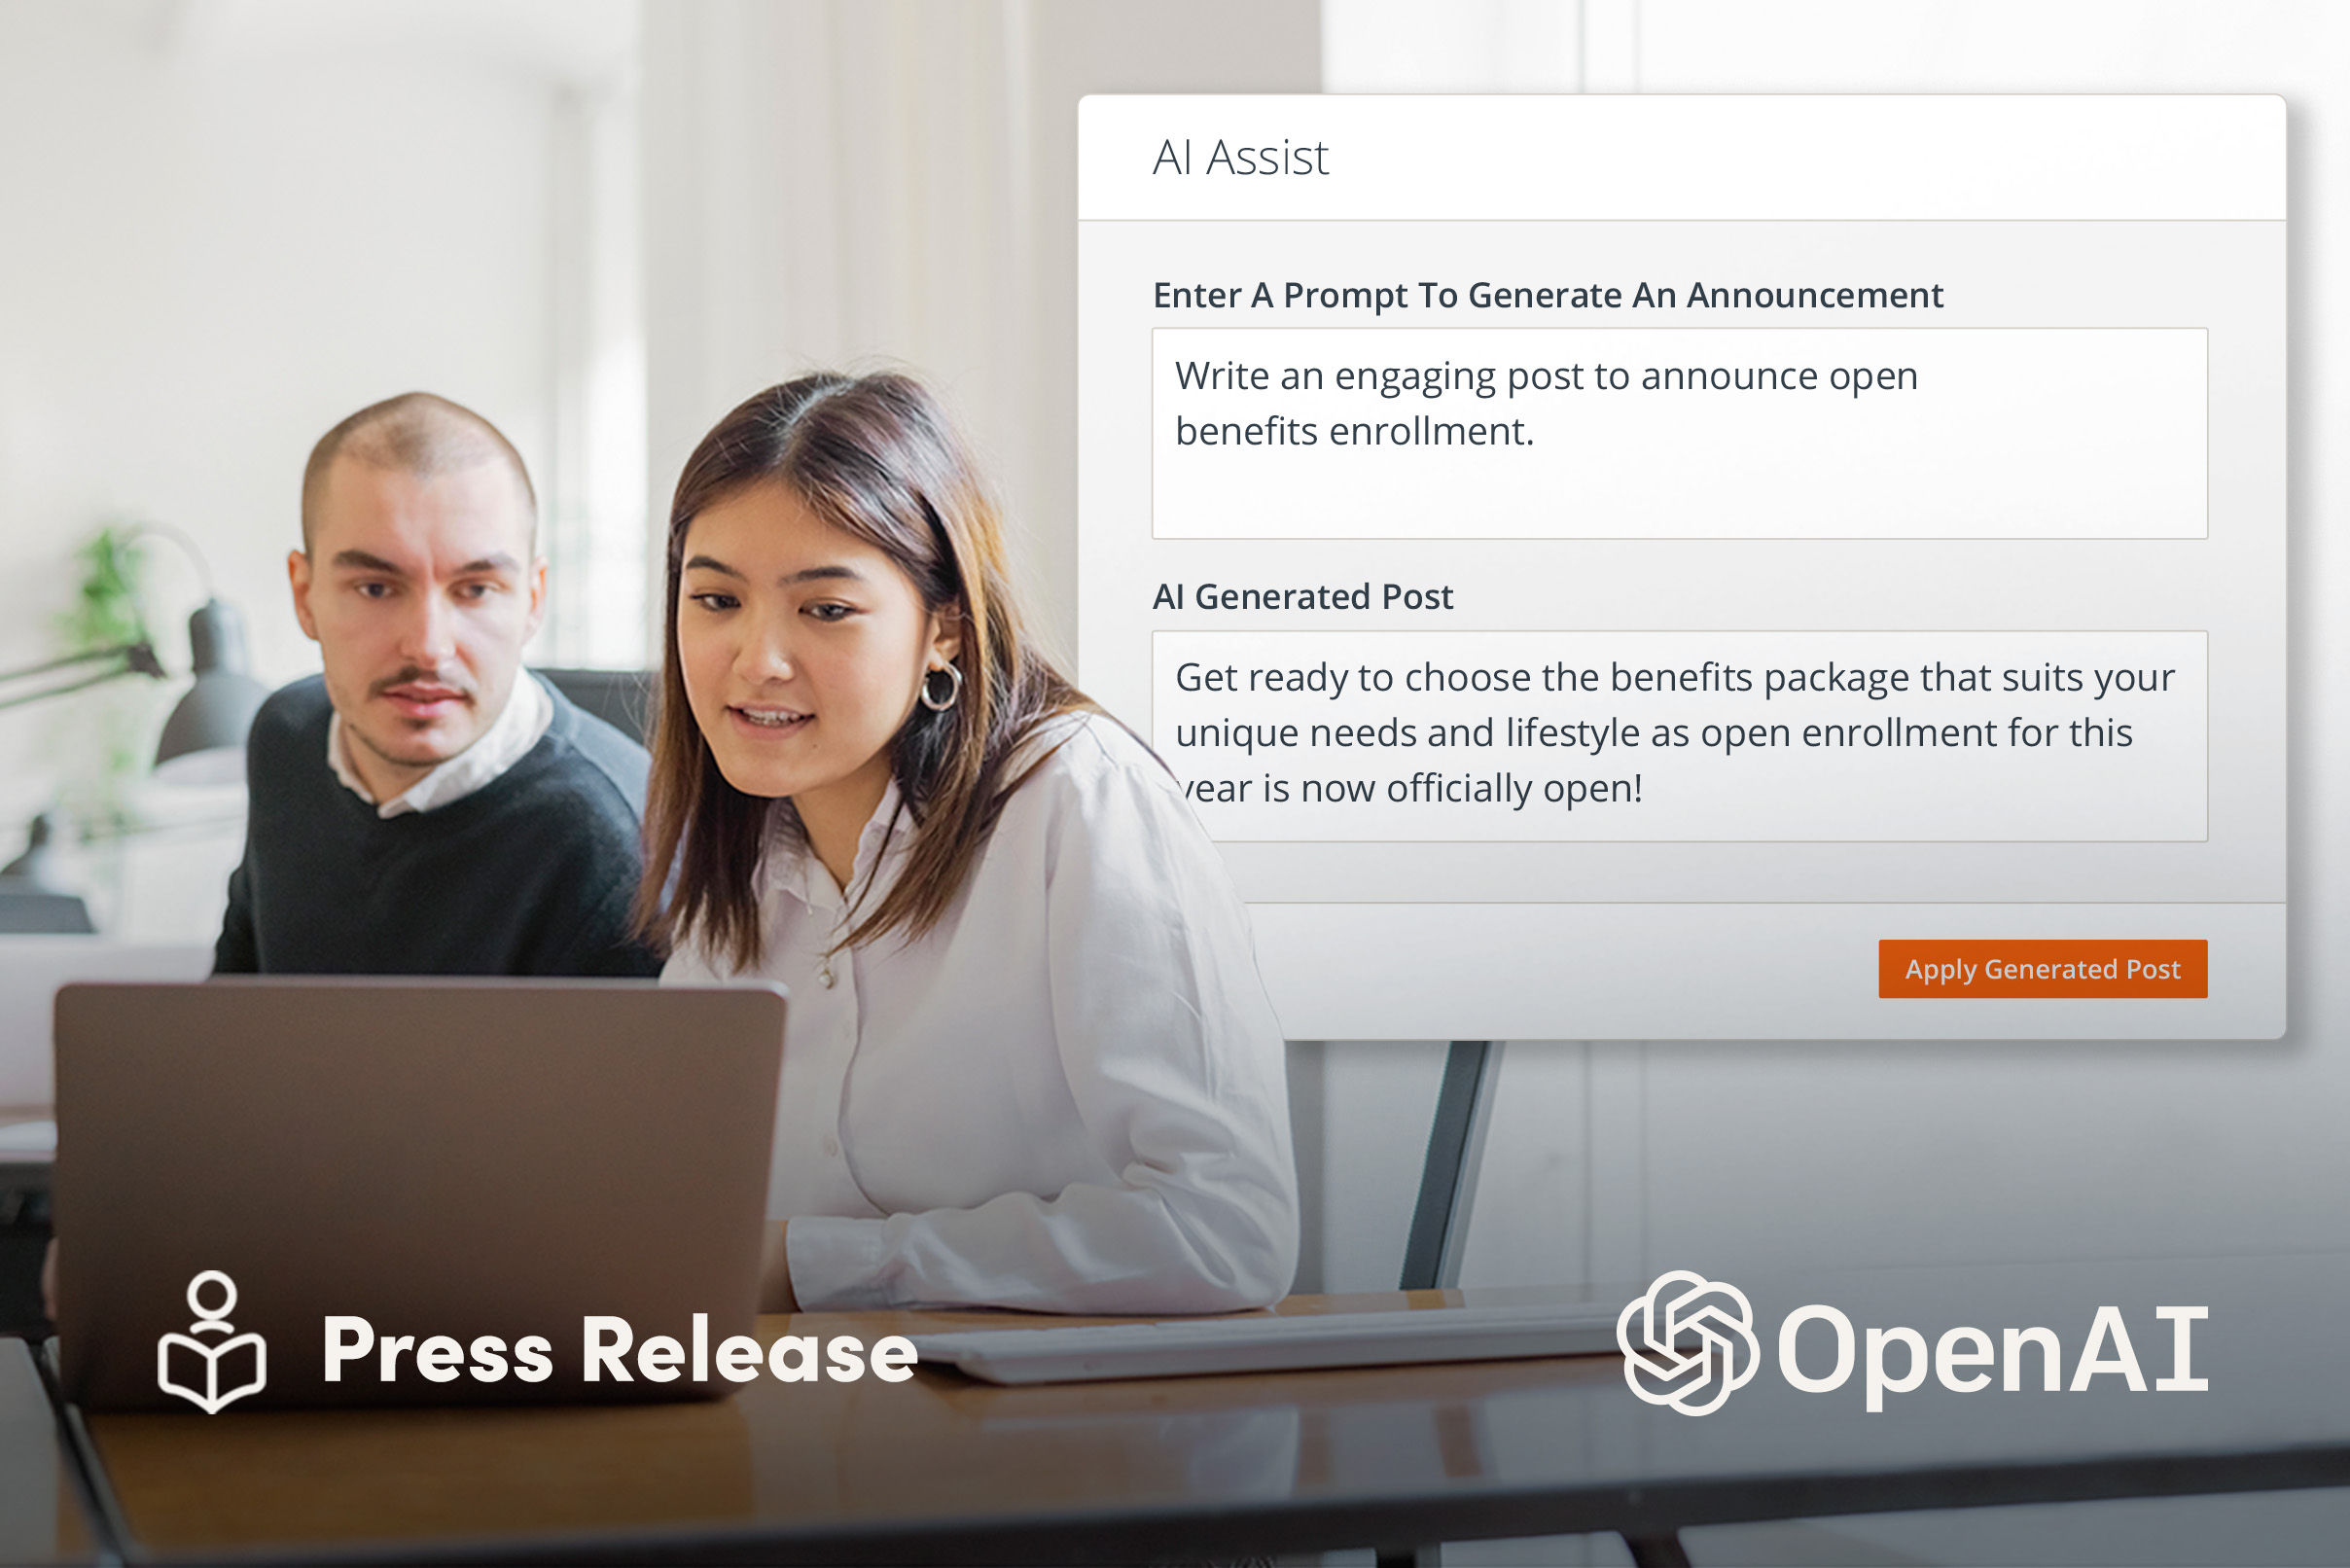 AI Assist
Enter A Prompt To Generate An Announcement
Write an engaging post to announce open
benefits enrollment.
AI Generated Post
Get ready to choose the benefits package that suits your
unique needs and lifestyle as open enrollment for this
year is now officially open!
Apply Generated Post
Press Release
OpenAI